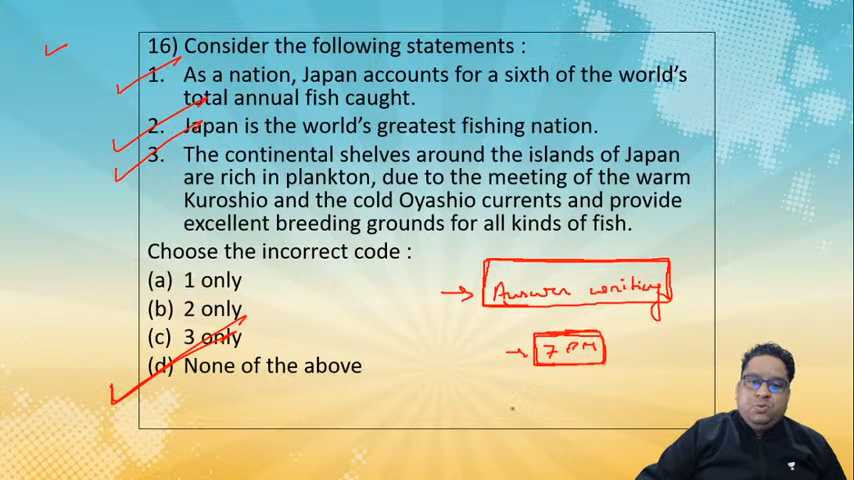 16) Consider the following statements :
1. As a nation, Japan accounts for a sixth of the world's
total annual fish caught.
2. Japan is the world's greatest fishing nation.
3. The continental shelves around the islands of Japan
are rich in plankton, due to the meeting of the warm
Kuroshio and the cold Oyashio currents and provide
excellent breeding grounds for all kinds of fish.
Choose the incorrect code :
(a) 1 only
(b) 2 only
(c) 3 only
(d) None of the above
Answer writing
7 PM